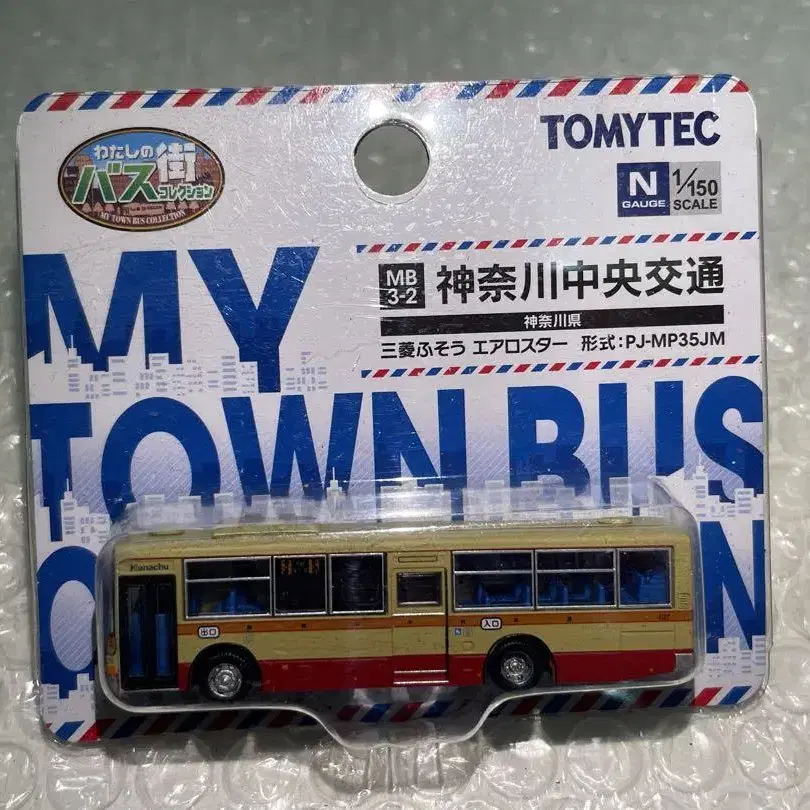 わたしの
街
バス
コレクション
MY TOWN BUS COLLECTION
TOMYTEC
N
GAUGE
1/150
SCALE
MB
3-2
神奈川中央交通
神奈川県
三菱ふそう エアロスター 形式:PJ-MP35JM
MY
TOWN BUS
Kanachu
出口
入口